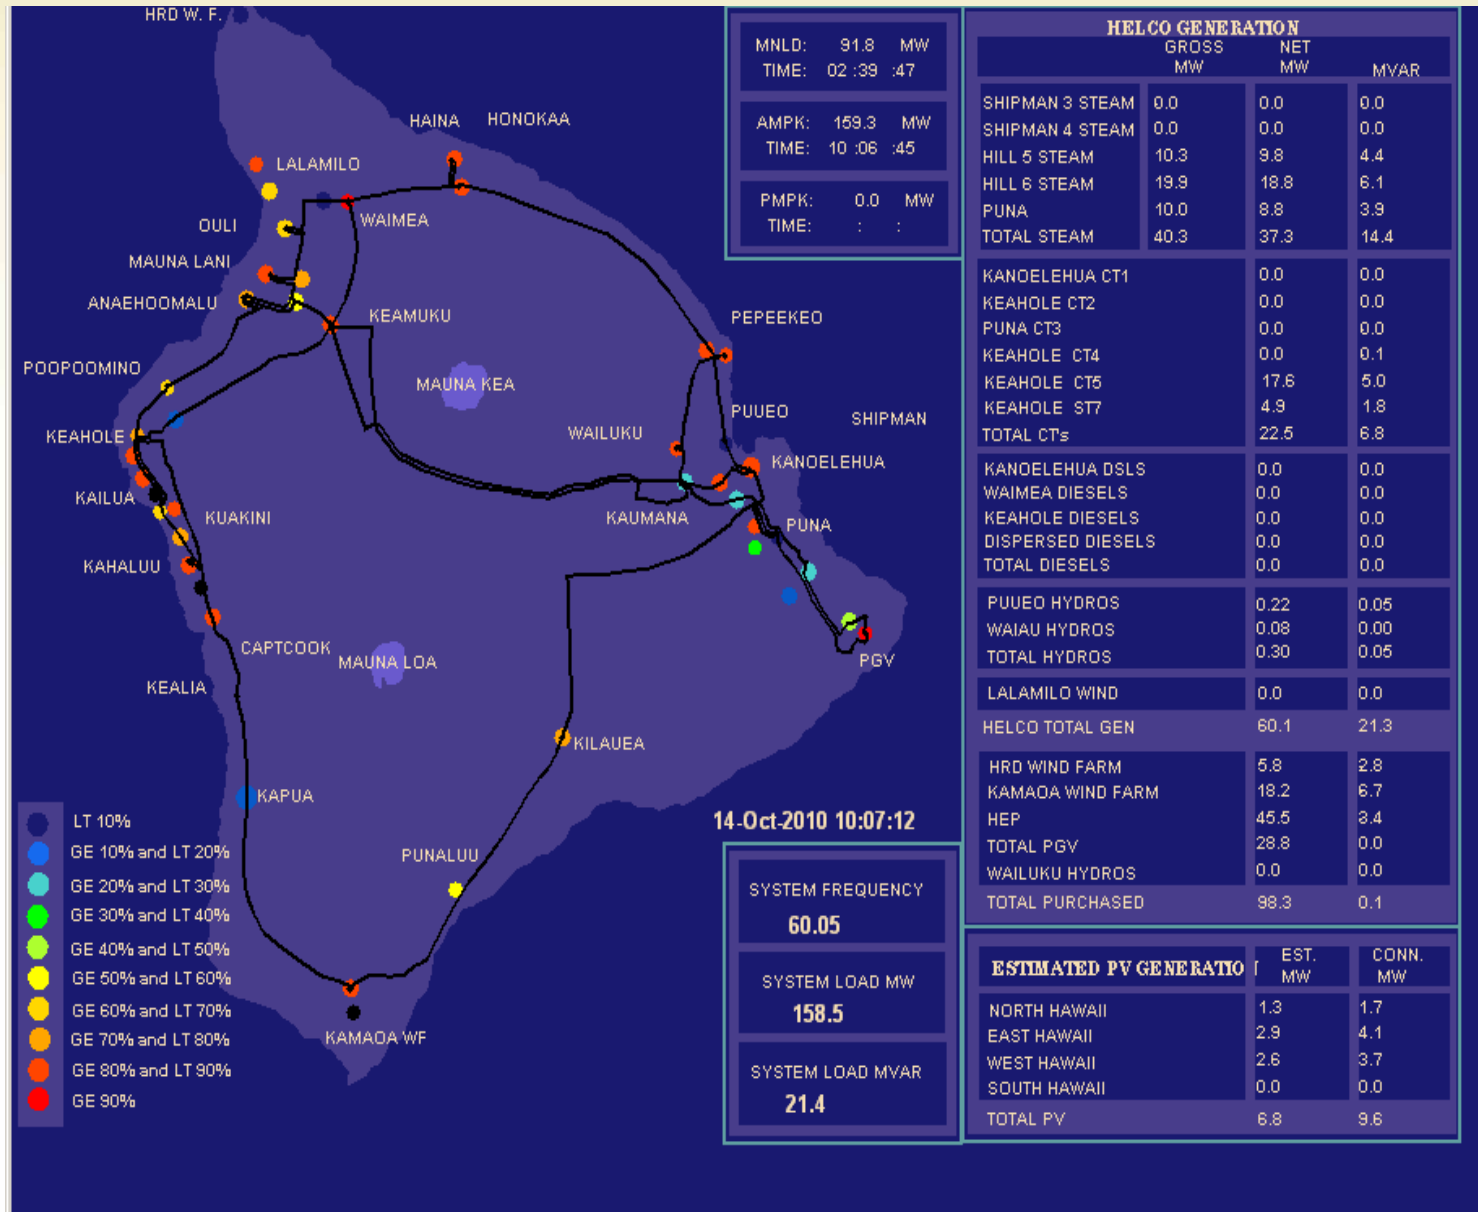 HRD W. F.
HAINA HONOKAA
LALAMILO
WAIMEA
OULI
MAUNA LANI
ANAEHOOMALU
KEAMUKU
PEPEEKEO
POOPOOMINO
MAUNA KEA
PUUEO
SHIPMAN
KEAHOLE
WAILUKU
KANOELEHUA
KAILUA
KUAKINI
KAUMANA
PUNA
KAHALUU
CAPTCOOK
MAUNA LOA
PGV
KEALIA
KILAUEA
KAPUA
PUNALUU
KAMAOA WF
LT 10%
GE 10% and LT 20%
GE 20% and LT 30%
GE 30% and LT 40%
GE 40% and LT 50%
GE 50% and LT 60%
GE 60% and LT 70%
GE 70% and LT 80%
GE 80% and LT 90%
GE 90%
MNLD: 91.8 MW
TIME: 02 :39 :47
AMPK: 159.3 MW
TIME: 10 :06 :45
PMPK: 0.0 MW
TIME: : :
14-Oct-2010 10:07:12
SYSTEM FREQUENCY
60.05
SYSTEM LOAD MW
158.5
SYSTEM LOAD MVAR
21.4
HELCO GENERATION
GROSS NET
MW MW MVAR
SHIPMAN 3 STEAM 0.0 0.0 0.0
SHIPMAN 4 STEAM 0.0 0.0 0.0
HILL 5 STEAM 10.3 9.8 4.4
HILL 6 STEAM 19.9 18.8 6.1
PUNA 10.0 8.8 3.9
TOTAL STEAM 40.3 37.3 14.4
KANOELEHUA CT1 0.0 0.0
KEAHOLE CT2 0.0 0.0
PUNA CT3 0.0 0.0
KEAHOLE CT4 0.0 0.1
KEAHOLE CT5 17.6 5.0
KEAHOLE ST7 4.9 1.8
TOTAL CT's 22.5 6.8
KANOELEHUA DSLS 0.0 0.0
WAIMEA DIESELS 0.0 0.0
KEAHOLE DIESELS 0.0 0.0
DISPERSED DIESELS 0.0 0.0
TOTAL DIESELS 0.0 0.0
PUUEO HYDROS 0.22 0.05
WAIAU HYDROS 0.08 0.00
TOTAL HYDROS 0.30 0.05
LALAMILO WIND 0.0 0.0
HELCO TOTAL GEN 60.1 21.3
HRD WIND FARM 5.8 2.8
KAMAOA WIND FARM 18.2 6.7
HEP 45.5 3.4
TOTAL PGV 28.8 0.0
WAILUKU HYDROS 0.0 0.0
TOTAL PURCHASED 98.3 0.1
ESTIMATED PV GENERATIO EST. CONN.
MW MW
NORTH HAWAII 1.3 1.7
EAST HAWAII 2.9 4.1
WEST HAWAII 2.6 3.7
SOUTH HAWAII 0.0 0.0
TOTAL PV 6.8 9.6